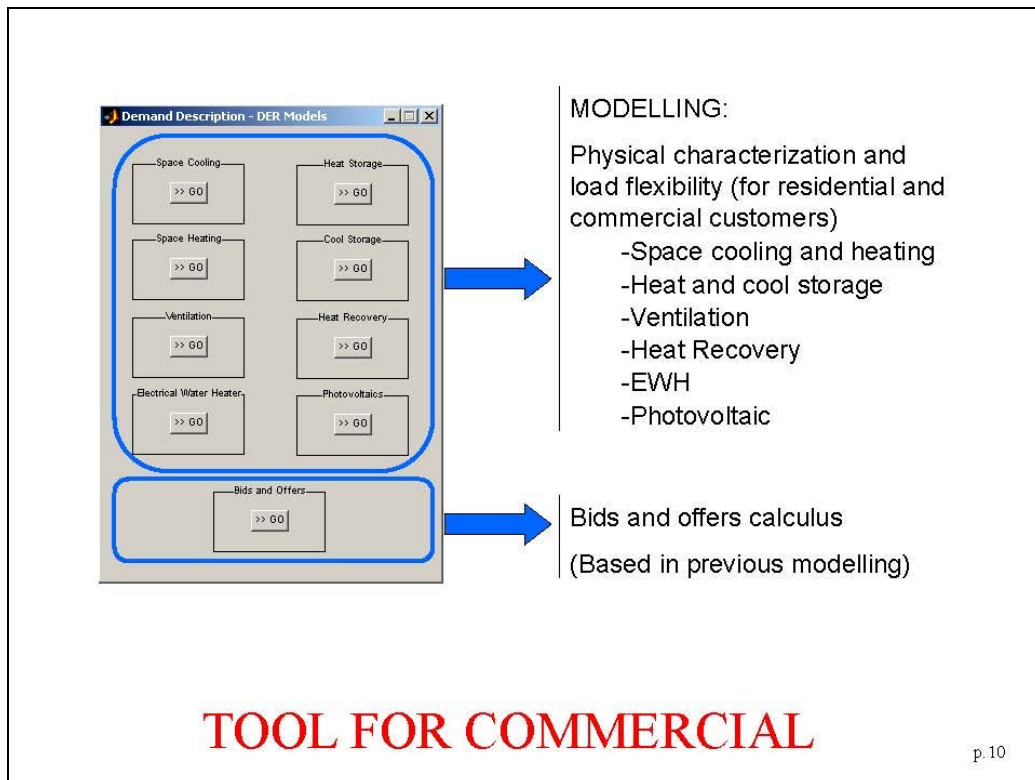 Demand Description - DER Models
Space Cooling
>> GO
Heat Storage
>> GO
Space Heating
>> GO
Cool Storage
>> GO
Ventilation
>> GO
Heat Recovery
>> GO
Electrical Water Heater
>> GO
Photovoltaics
>> GO
Bids and Offers
>> GO
MODELLING:
Physical characterization and
load flexibility (for residential and
commercial customers)
-Space cooling and heating
-Heat and cool storage
-Ventilation
-Heat Recovery
-EWH
-Photovoltaic
Bids and offers calculus
(Based in previous modelling)
TOOL FOR COMMERCIAL
p. 10